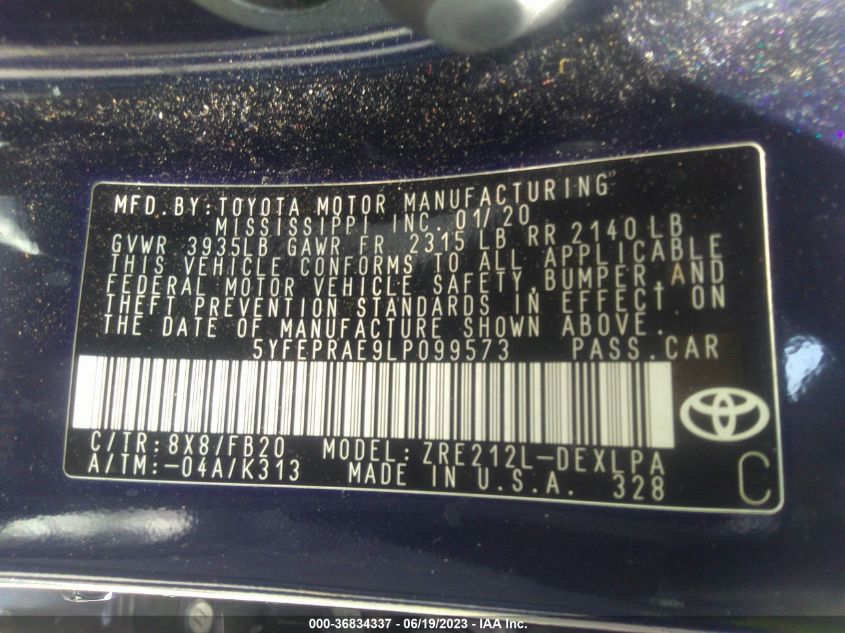 MFD.BY:TOYOTA MOTOR MANUFACTURING
MISSISSIPPI INC. 01/20
GVWR 3935LB GAWR FR 2315LB RR 2140LB
THIS VEHICLE CONFORMS TO ALL APPLICABLE
FEDERAL MOTOR VEHICLE SAFETY,BUMPER,AND
THEFT PREVENTION STANDARDS IN EFFECT ON
THE DATE OF MANUFACTURE SHOWN ABOVE.
5YFEPRAE9LP099573 PASS.CAR
C/TR:8X8/FB20 MODEL:ZRE212L-DEXLPA
A/TM:-04A/K313 MADE IN U.S.A. 328
C
000-36834337 - 06/19/2023 - IAA Inc.